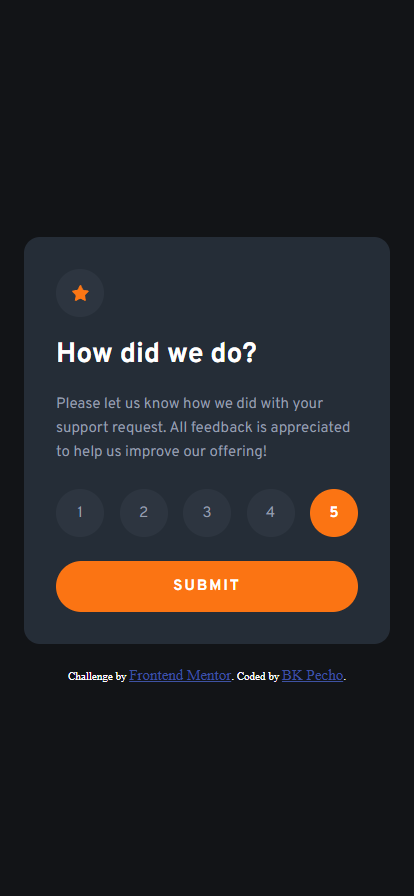 How did we do?
Please let us know how we did with your
support request. All feedback is appreciated
to help us improve our offering!
1 2 3 4 5
SUBMIT
Challenge by Frontend Mentor. Coded by BK Pecho.